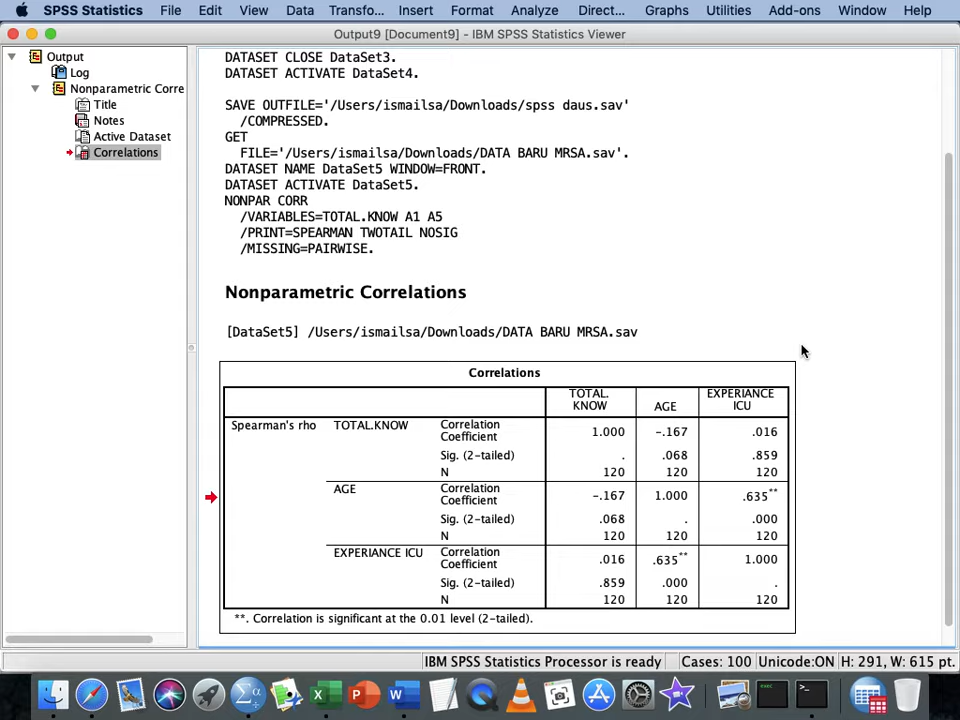 SPSS Statistics File Edit View Data Transfo... Insert Format Analyze Direct... Graphs Utilities Add-ons Window Help
Output9 [Document9] - IBM SPSS Statistics Viewer
Output
Log
Nonparametric Corre
Title
Notes
Active Dataset
Correlations
DATASET CLOSE DataSet3.
DATASET ACTIVATE DataSet4.
SAVE OUTFILE='/Users/ismailsa/Downloads/spss daus.sav'
/COMPRESSED.
GET
FILE='/Users/ismailsa/Downloads/DATA BARU MRSA.sav'.
DATASET NAME DataSet5 WINDOW=FRONT.
DATASET ACTIVATE DataSet5.
NONPAR CORR
/VARIABLES=TOTAL.KNOW A1 A5
/PRINT=SPEARMAN TWOTAIL NOSIG
/MISSING=PAIRWISE.
Nonparametric Correlations
[DataSet5] /Users/ismailsa/Downloads/DATA BARU MRSA.sav
Correlations
TOTAL. KNOW AGE EXPERIANCE ICU
Spearman's rho TOTAL.KNOW Correlation Coefficient 1.000 -.167 .016
Sig. (2-tailed) . .068 .859
N 120 120 120
AGE Correlation Coefficient -.167 1.000 .635**
Sig. (2-tailed) .068 . .000
N 120 120 120
EXPERIANCE ICU Correlation Coefficient .016 .635** 1.000
Sig. (2-tailed) .859 .000 .
N 120 120 120
**. Correlation is significant at the 0.01 level (2-tailed).
IBM SPSS Statistics Processor is ready Cases: 100 Unicode:ON H: 291, W: 615 pt.